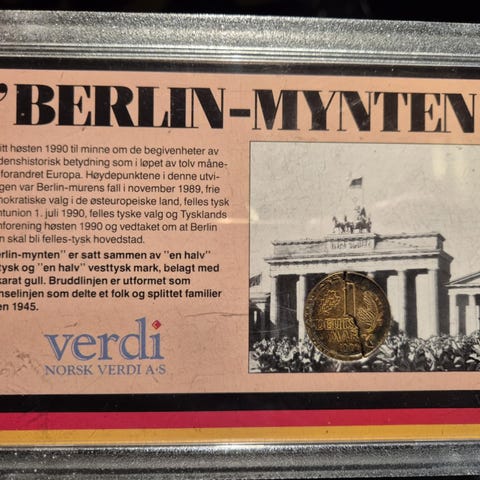 "BERLIN-MYNTEN
itt høsten 1990 til minne om de begivenheter av
denshistorisk betydning som i løpet av tolv måne-
forandret Europa. Høydepunktene i denne utvi-
gen var Berlin-murens fall i november 1989, frie
mokratiske valg i de østeuropeiske land, felles tysk
ntunion 1. juli 1990, felles tyske valg og Tysklands
nforening høsten 1990 og vedtaket om at Berlin
n skal bli felles-tysk hovedstad.
erlin-mynten" er satt sammen av "en halv"
tysk og "en halv" vesttysk mark, belagt med
karat gull. Bruddlinjen er utformet som
nselinjen som delte et folk og splittet familier
en 1945.
verdi
NORSK VERDI A·S
1
BERLIN
MARK